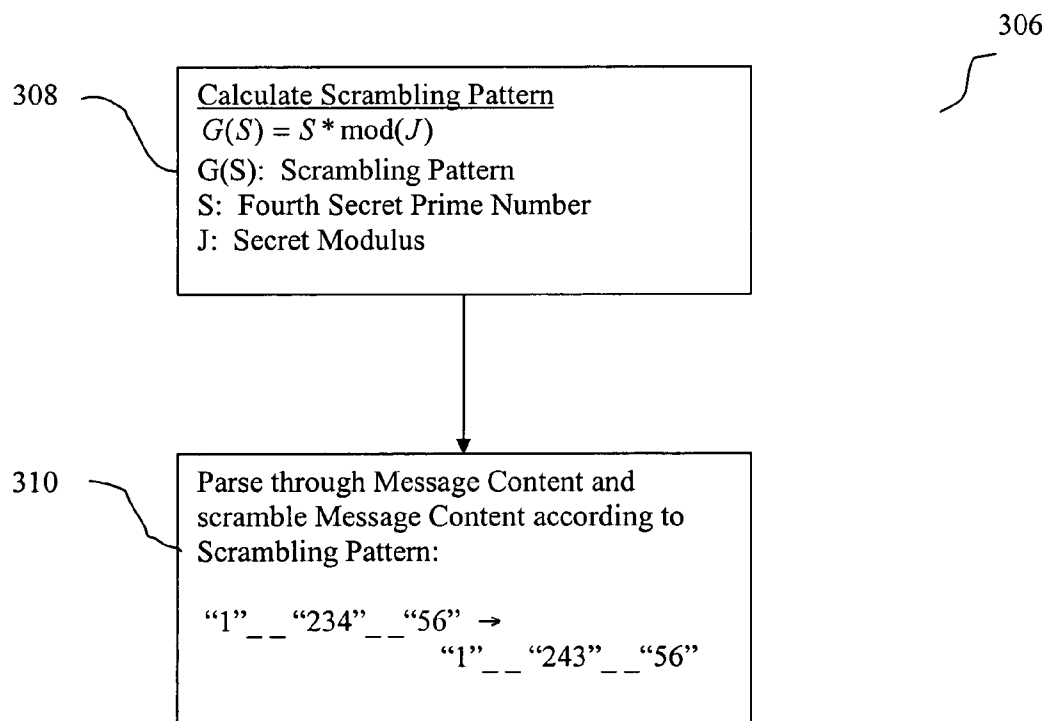 306
308
Calculate Scrambling Pattern
G(S) = S * mod(J)
G(S): Scrambling Pattern
S: Fourth Secret Prime Number
J: Secret Modulus
310
Parse through Message Content and
scramble Message Content according to
Scrambling Pattern:
“1”_ _ “234”_ _“56” →
“1”_ _ “243”_ _“56”